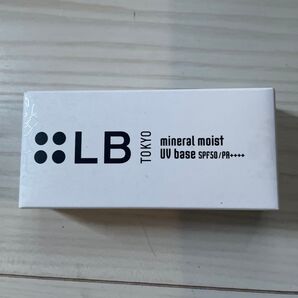 LB
TOKYO
mineral moist
UV base SPF50/PA++++